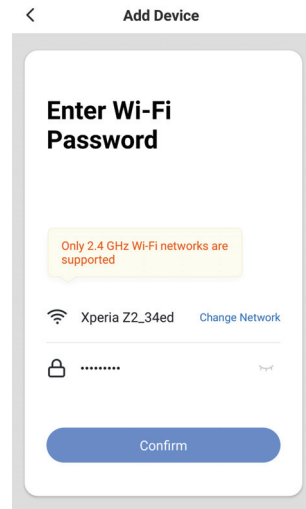 Add Device
Enter Wi-Fi
Password
Only 2.4 GHz Wi-Fi networks are
supported
Xperia Z2_34ed Change Network
•••••••••
Confirm